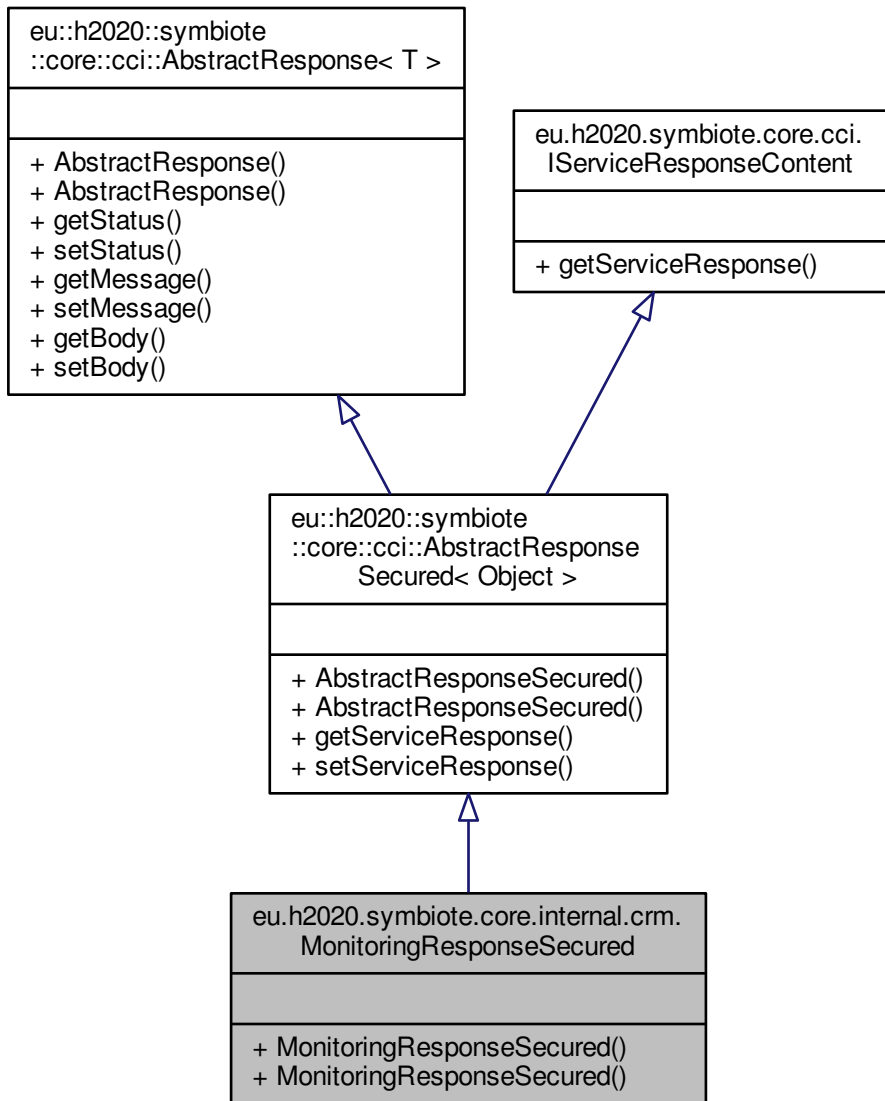 eu::h2020::symbiote
::core::cci::AbstractResponse< T >
+ AbstractResponse()
+ AbstractResponse()
+ getStatus()
+ setStatus()
+ getMessage()
+ setMessage()
+ getBody()
+ setBody()
eu.h2020.symbiote.core.cci.
IServiceResponseContent
+ getServiceResponse()
eu::h2020::symbiote
::core::cci::AbstractResponse
Secured< Object >
+ AbstractResponseSecured()
+ AbstractResponseSecured()
+ getServiceResponse()
+ setServiceResponse()
eu.h2020.symbiote.core.internal.crm.
MonitoringResponseSecured
+ MonitoringResponseSecured()
+ MonitoringResponseSecured()